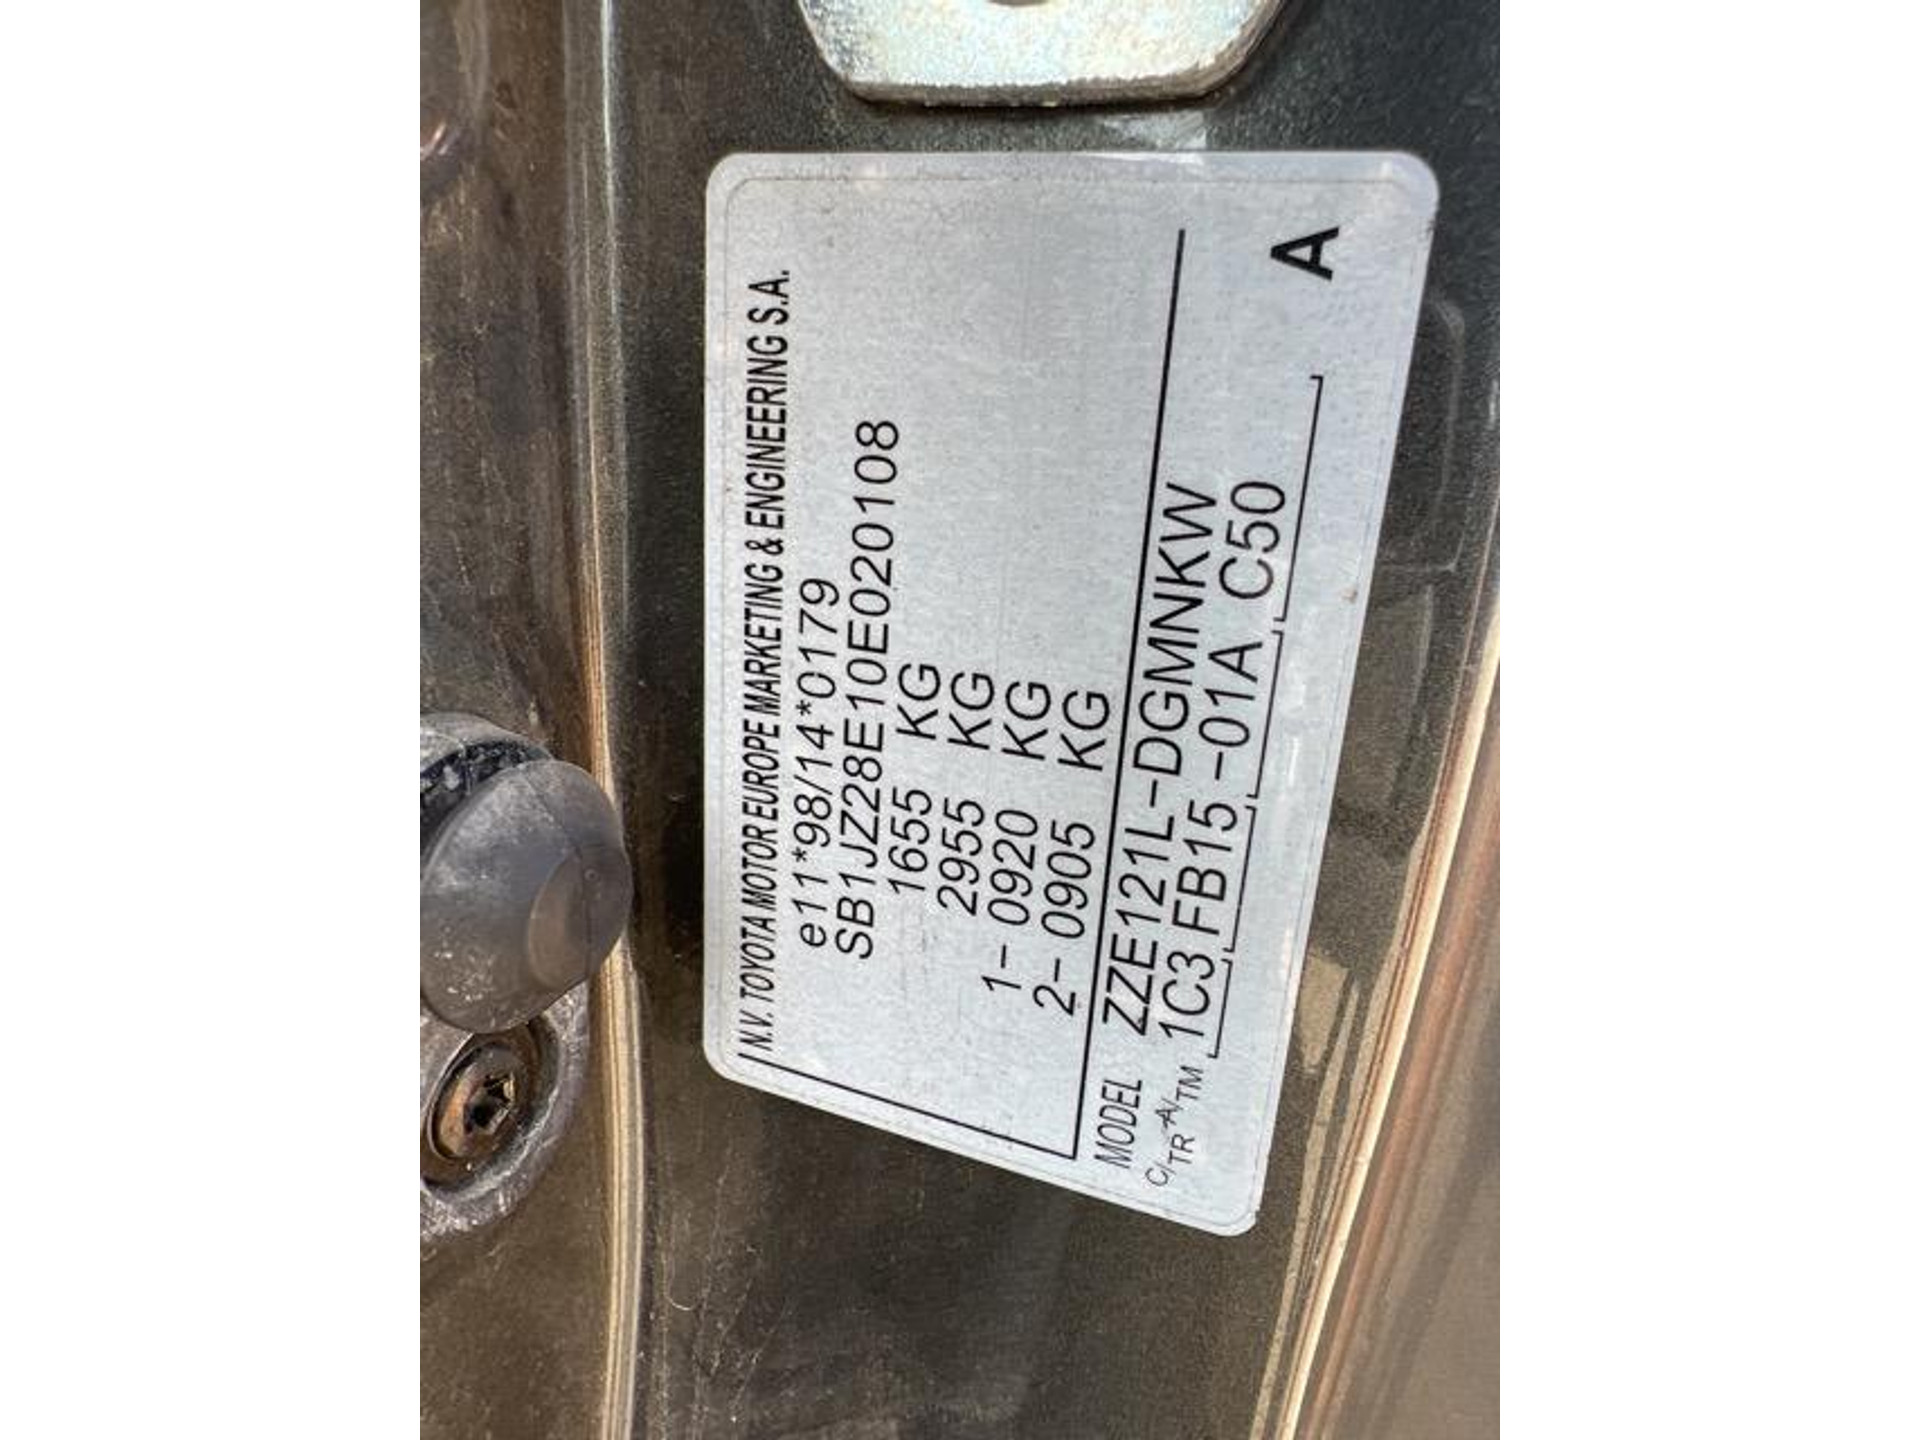 N.V. TOYOTA MOTOR EUROPE MARKETING & ENGINEERING S.A.
e11*98/14*0179
SB1JZ28E10E020108
1655 KG
2955 KG
1- 0920 KG
2- 0905 KG
MODEL ZZE121L-DGMNKW
C/TR A/TM 1C3 FB15 -01A C50
A